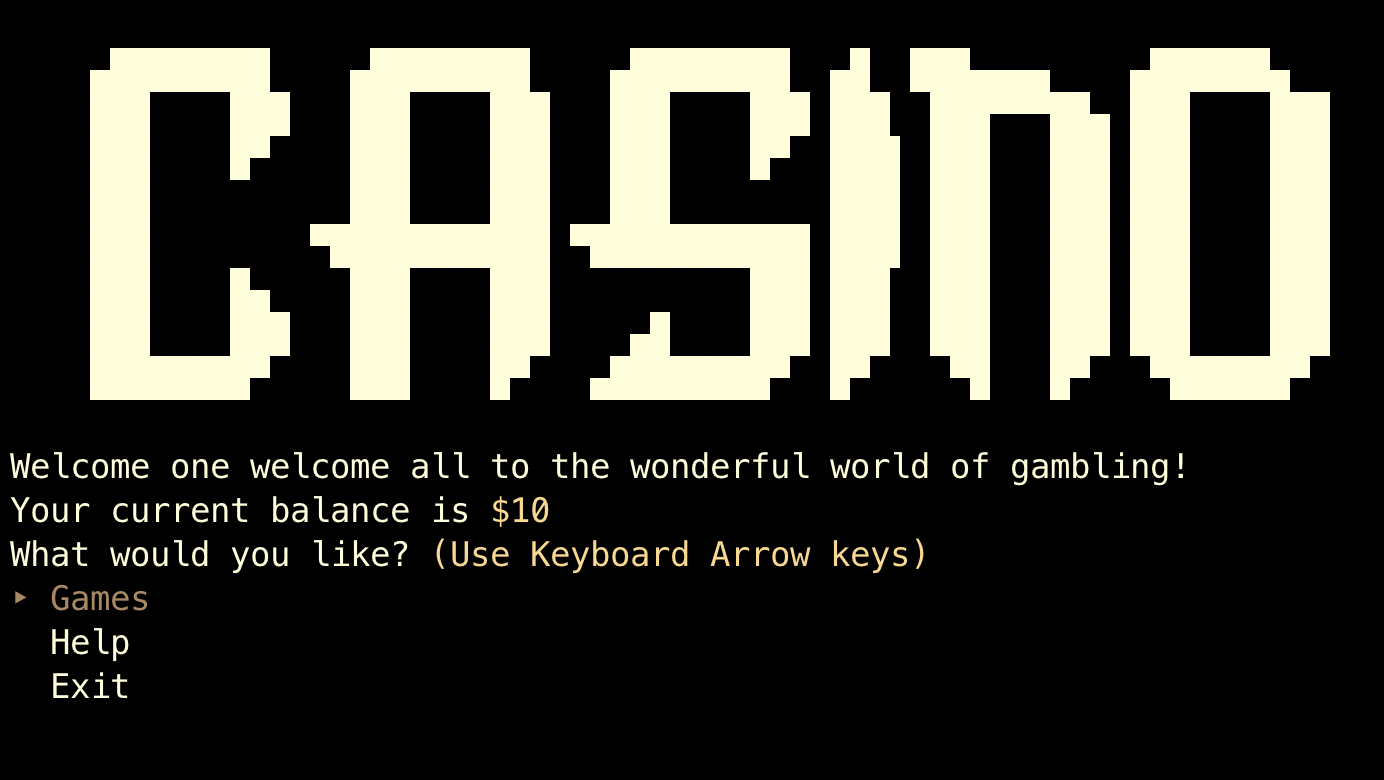 CASINO
Welcome one welcome all to the wonderful world of gambling!
Your current balance is $10
What would you like? (Use Keyboard Arrow keys)
‣ Games
Help
Exit